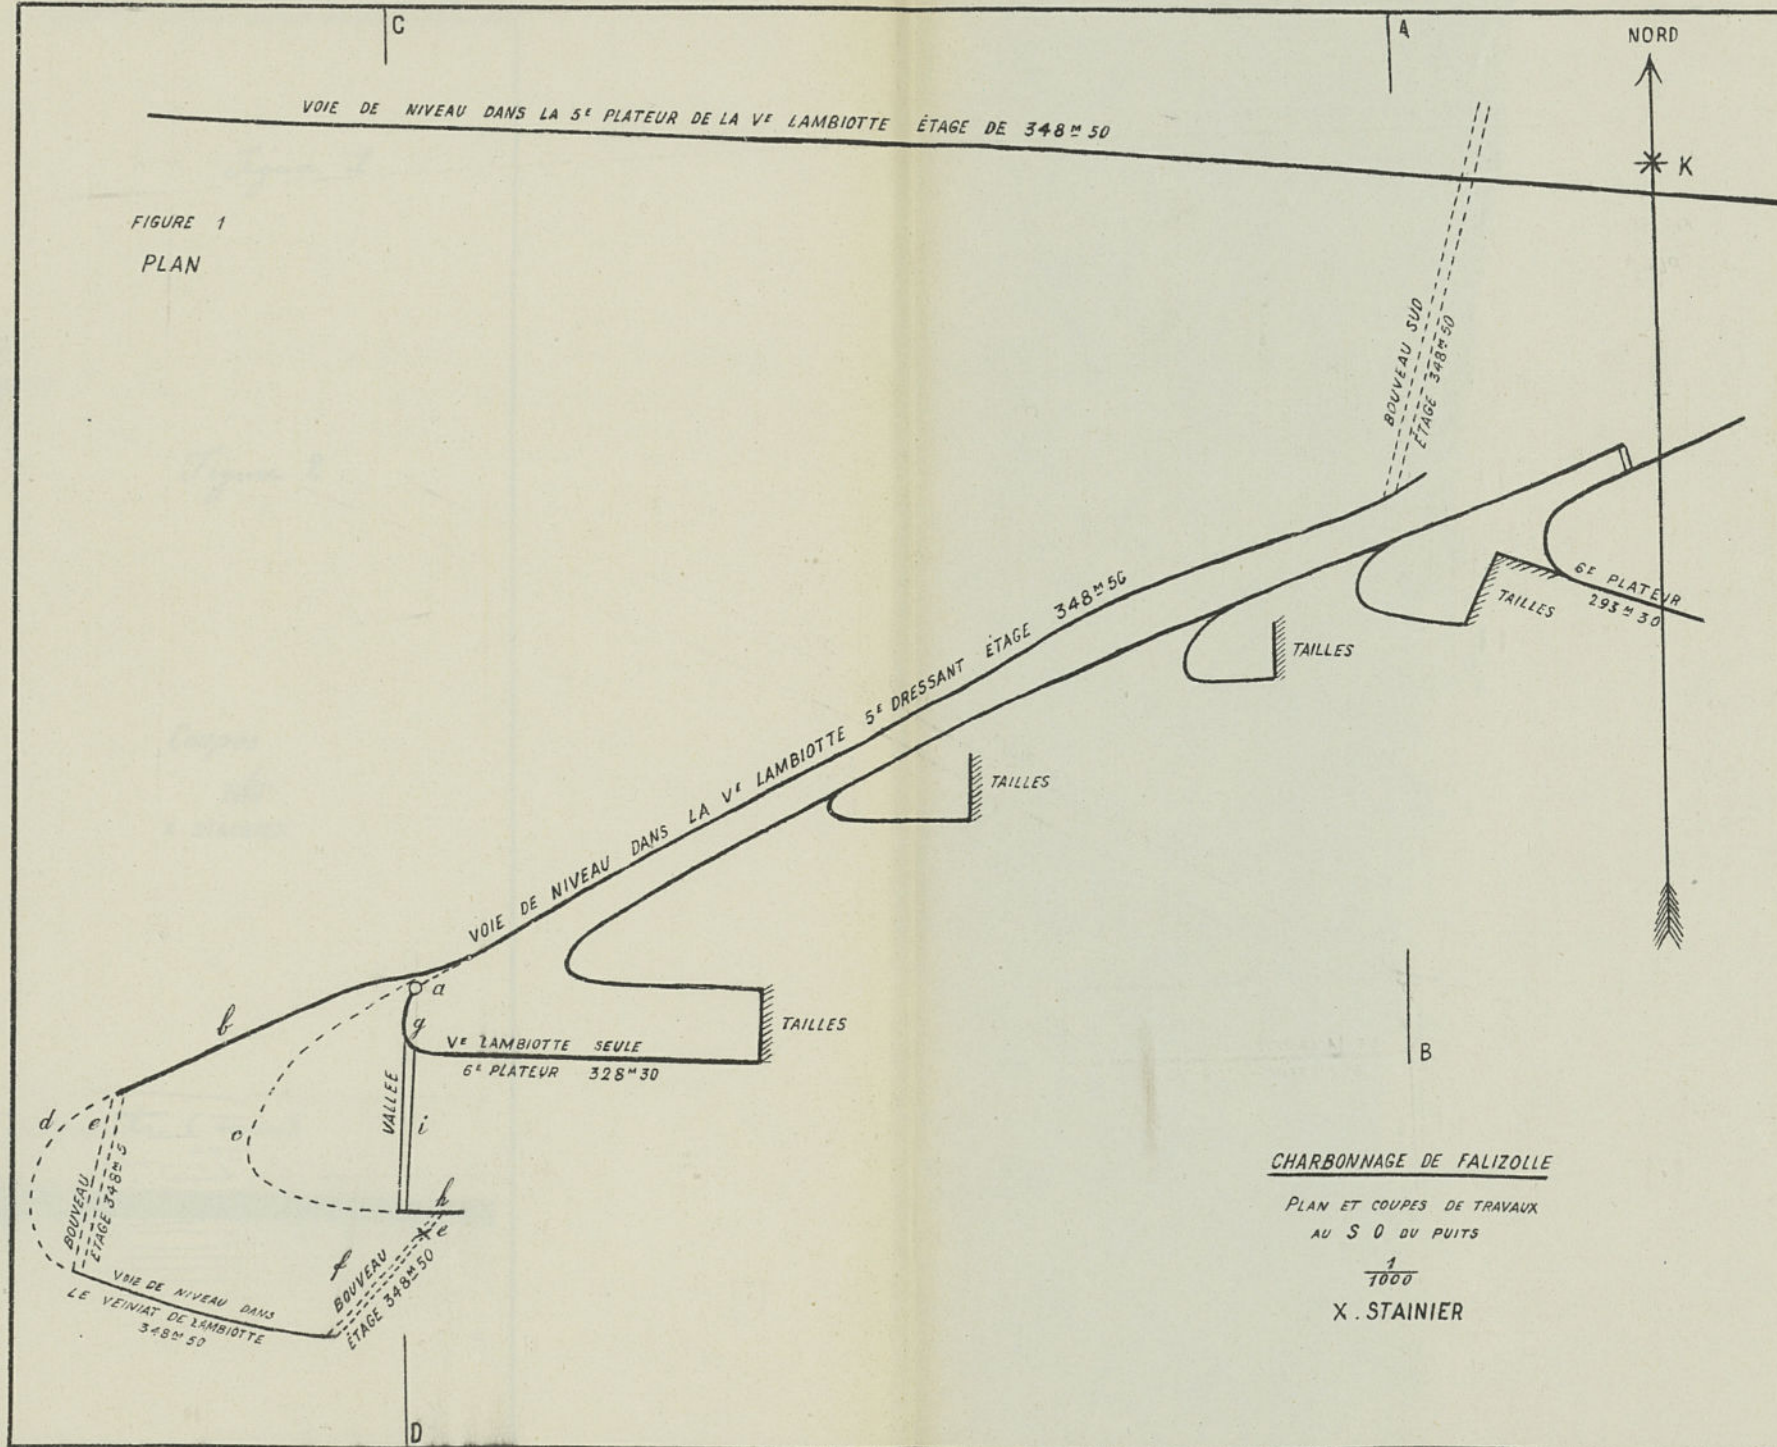 C
A
NORD
VOIE DE NIVEAU DANS LA 5E PLATEUR DE LA VE LAMBIOTTE ÉTAGE DE 348M50
K
FIGURE 1
PLAN
BOUVEAU SUD
ÉTAGE 348M50
6E PLATEUR
293M30
TAILLES
TAILLES
TAILLES
VOIE DE NIVEAU DANS LA VE LAMBIOTTE 5E DRESSANT ÉTAGE 348M50
a
b
g
VE LAMBIOTTE SEULE
6E PLATEUR 328M30
TAILLES
B
VALLEE
i
d
e
c
BOUVEAU
ÉTAGE 348M5
h
e
f
BOUVEAU
ÉTAGE 348M50
VOIE DE NIVEAU DANS
LE VEINIAT DE LAMBIOTTE
348M50
D
CHARBONNAGE DE FALIZOLLE
PLAN ET COUPES DE TRAVAUX
AU S O DU PUITS
1
1000
X. STAINIER